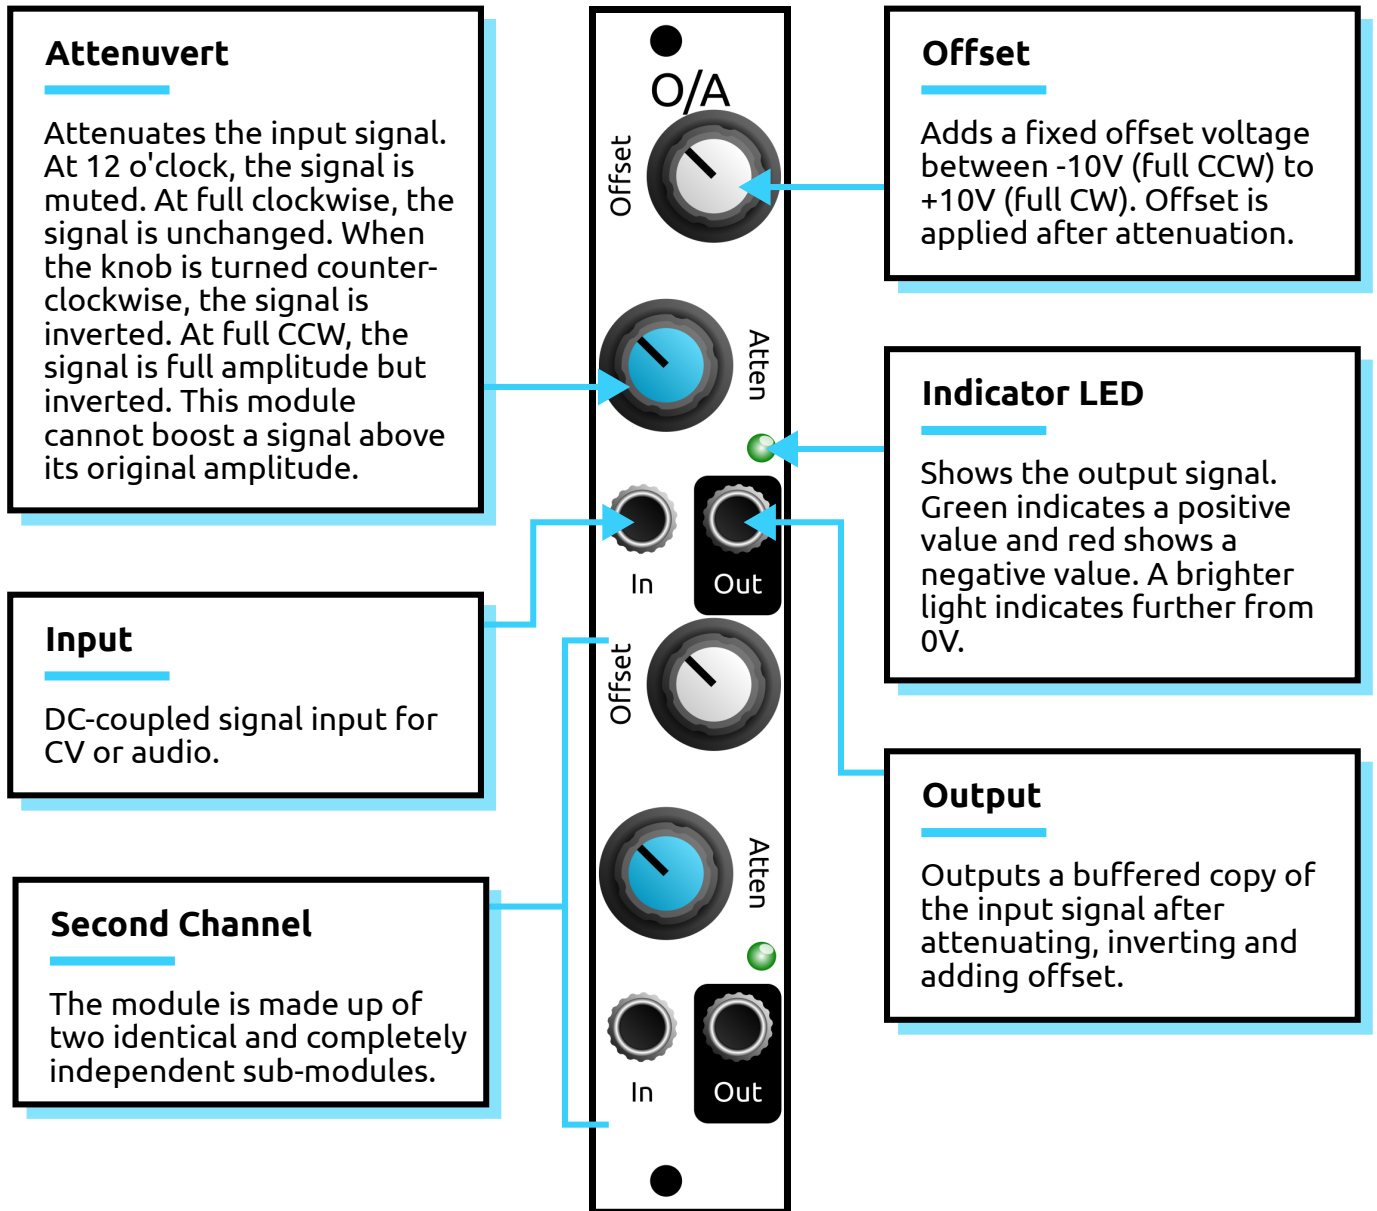 Attenuvert
Attenuates the input signal.
At 12 o'clock, the signal is
muted. At full clockwise, the
signal is unchanged. When
the knob is turned counter-
clockwise, the signal is
inverted. At full CCW, the
signal is full amplitude but
inverted. This module
cannot boost a signal above
its original amplitude.
Input
DC-coupled signal input for
CV or audio.
Second Channel
The module is made up of
two identical and completely
independent sub-modules.
O/A
Offset
Atten
In
Out
Offset
Atten
In
Out
Offset
Adds a fixed offset voltage
between -10V (full CCW) to
+10V (full CW). Offset is
applied after attenuation.
Indicator LED
Shows the output signal.
Green indicates a positive
value and red shows a
negative value. A brighter
light indicates further from
0V.
Output
Outputs a buffered copy of
the input signal after
attenuating, inverting and
adding offset.